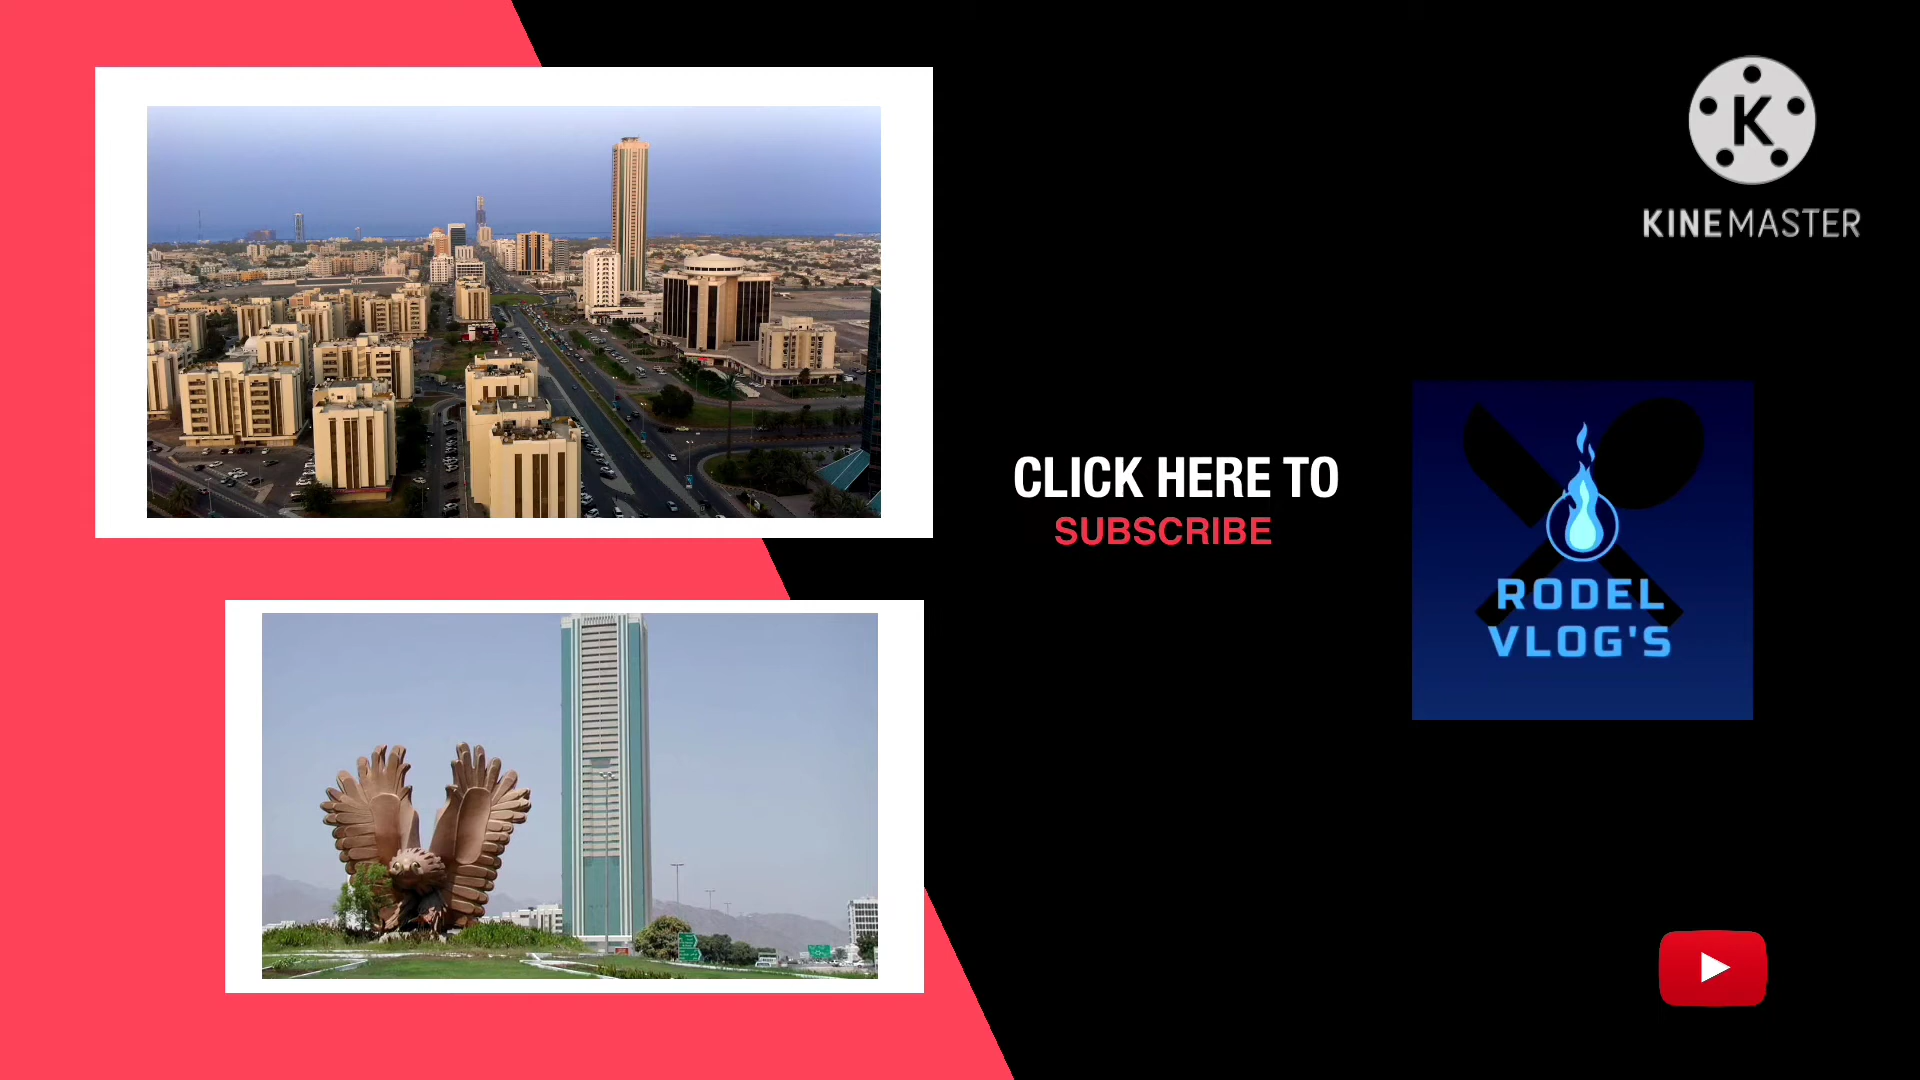 K
KINEMASTER
CLICK HERE TO
SUBSCRIBE
RODEL
VLOG'S